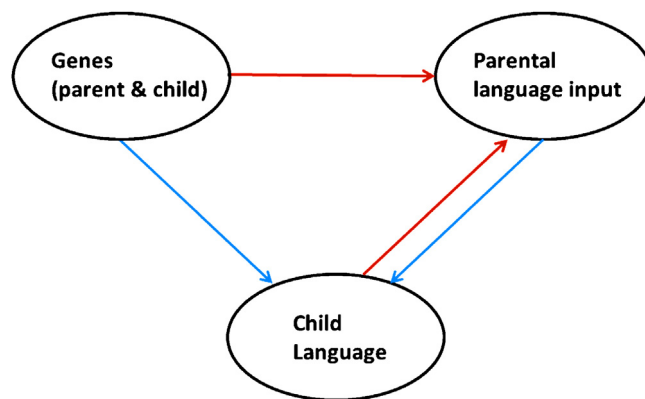 Genes
(parent & child)
Parental
language input
Child
Language